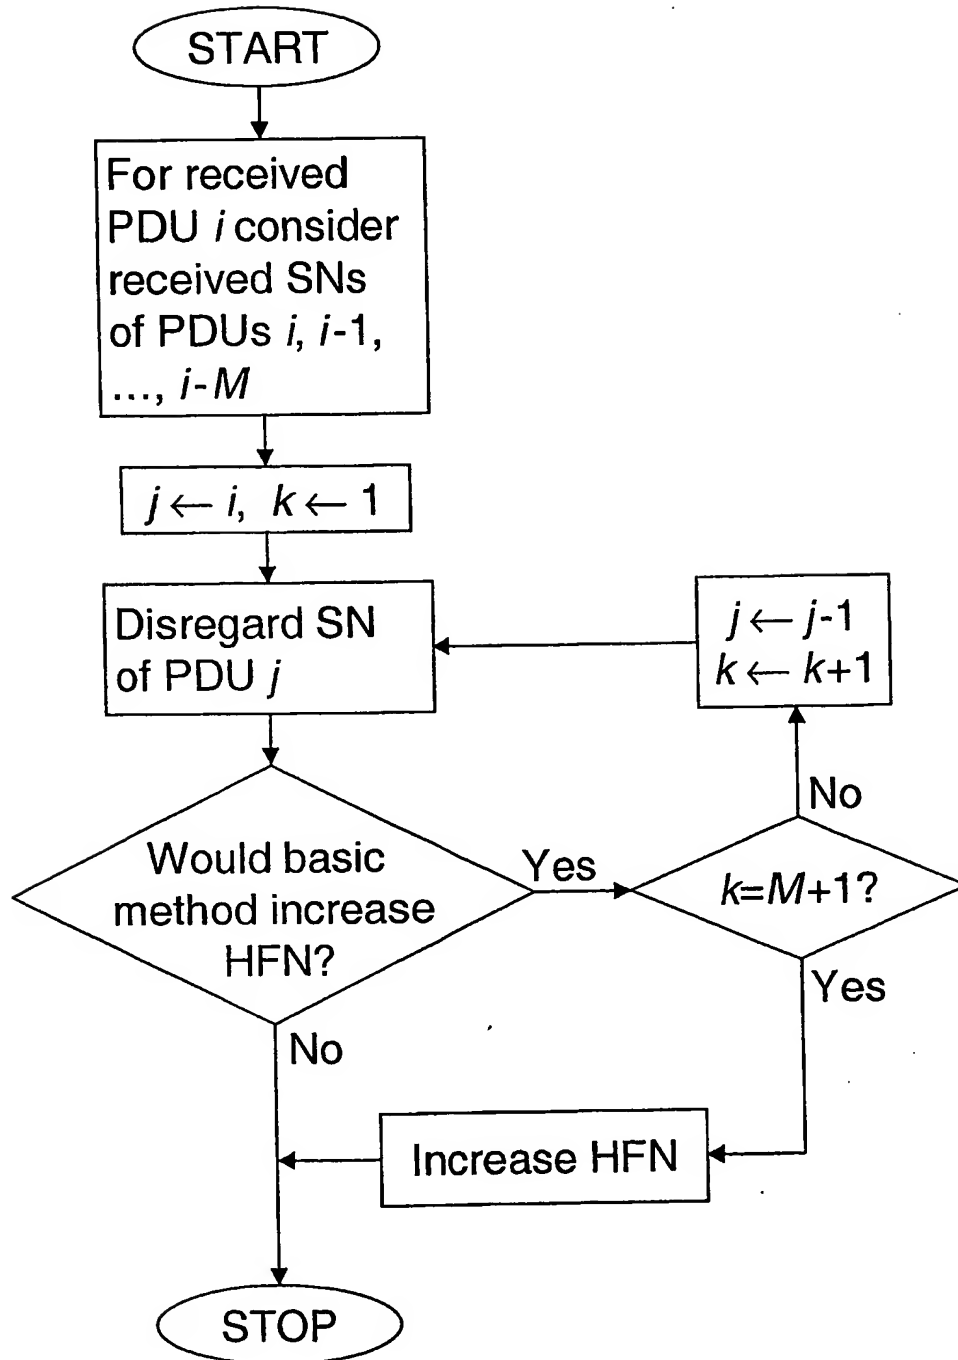 START
For received
PDU i consider
received SNs
of PDUs i, i-1,
..., i-M
j ← i, k ← 1
Disregard SN
of PDU j
j ← j-1
k ← k+1
Would basic
method increase
HFN?
Yes
k=M+1?
No
Yes
No
Increase HFN
STOP